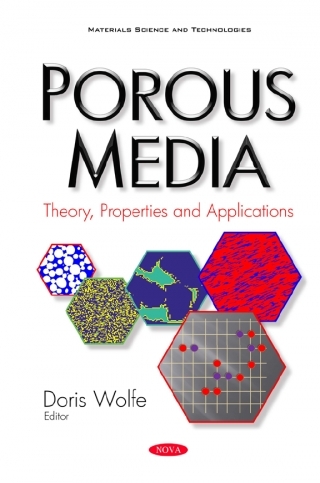 Materials Science and Technologies
Porous
Media
Theory, Properties and Applications
Doris Wolfe
Editor
NOVA